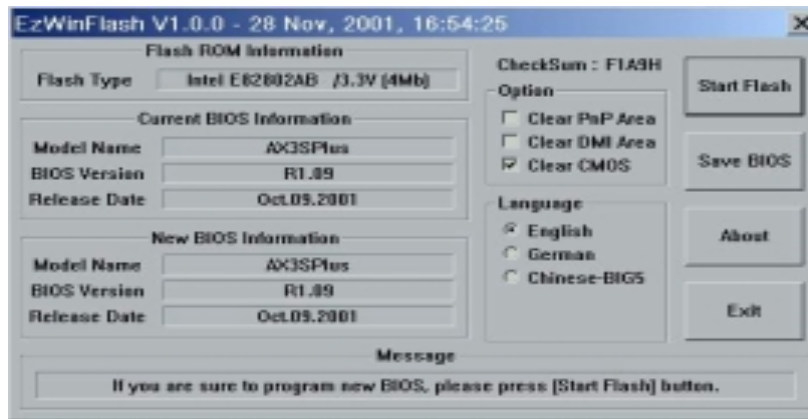 EzWinFlash V1.0.0 - 28 Nov, 2001, 16:54:25
Flash ROM Information
Flash Type Intel E82802AB /3.3V (4Mb)
Current BIOS Information
Model Name AX3SPlus
BIOS Version R1.09
Release Date Oct.09.2001
New BIOS Information
Model Name AX3SPlus
BIOS Version R1.09
Release Date Oct.09.2001
CheckSum : F1A9H
Option
Clear PnP Area
Clear DMI Area
Clear CMOS
Language
English
German
Chinese-BIG5
Start Flash
Save BIOS
About
Exit
Message
If you are sure to program new BIOS, please press [Start Flash] button.